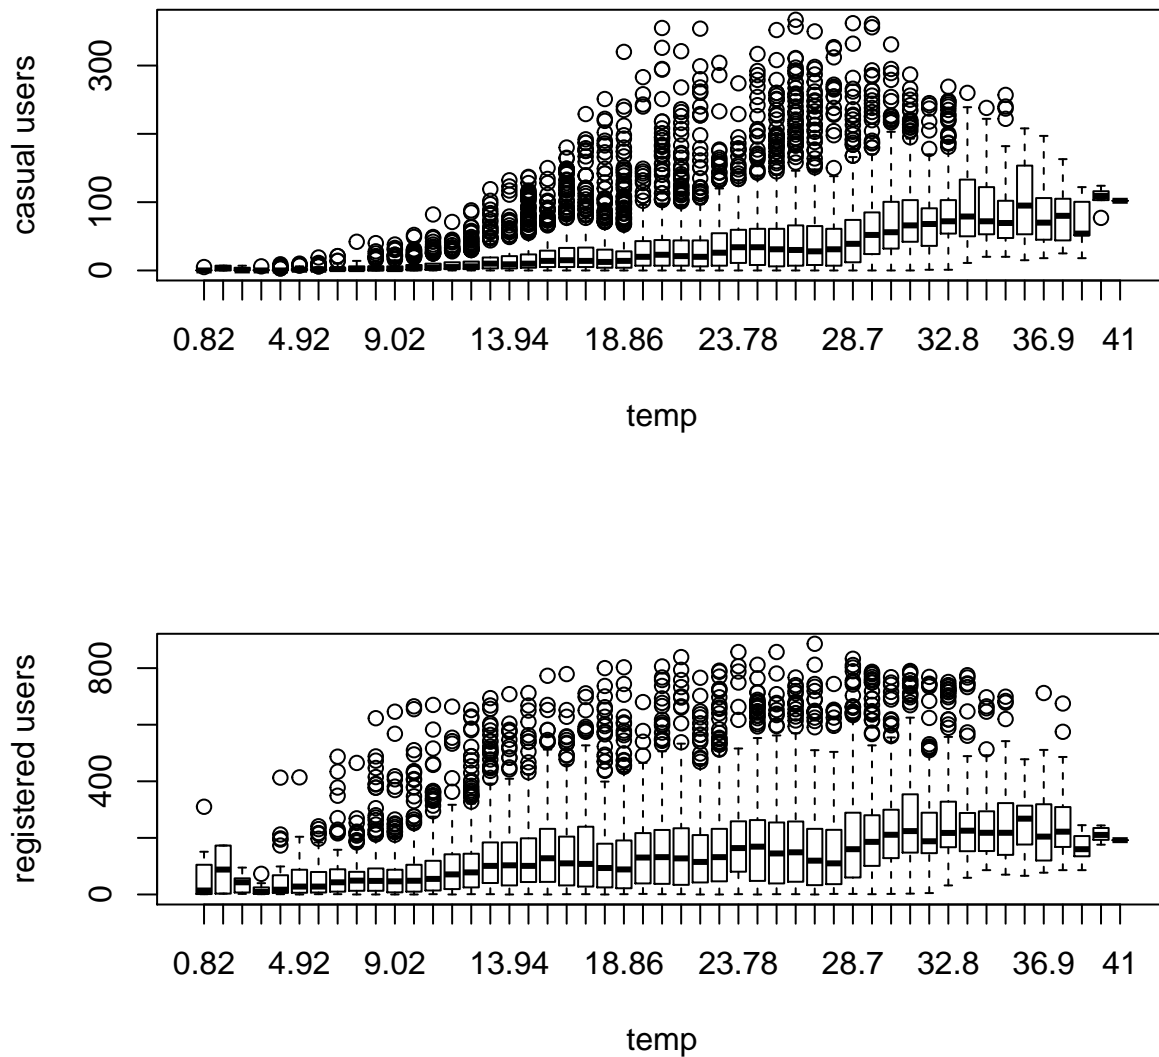 casual users
300
100
0
0.82 4.92 9.02 13.94 18.86 23.78 28.7 32.8 36.9 41
temp
registered users
800
400
0
0.82 4.92 9.02 13.94 18.86 23.78 28.7 32.8 36.9 41
temp